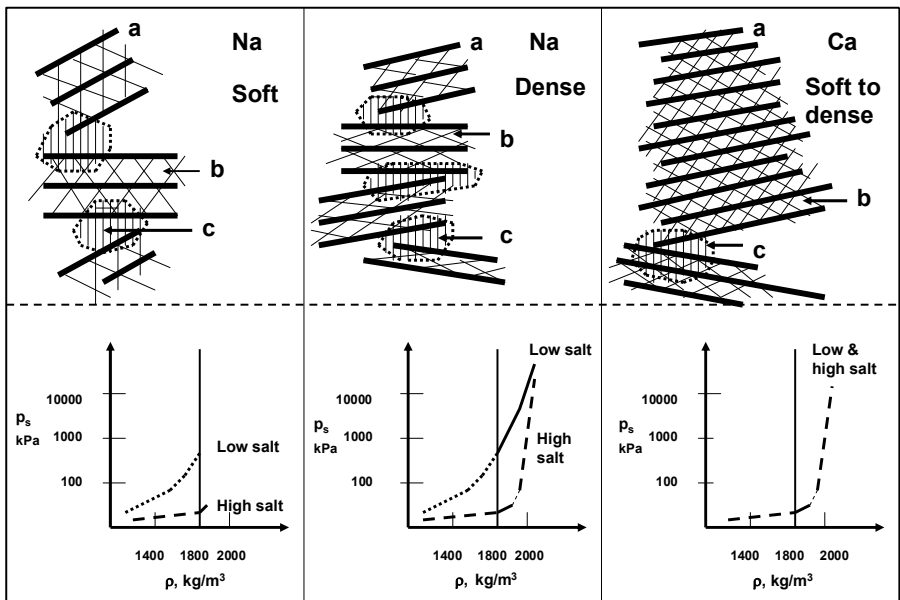 a
Na
Soft
b
c
a
Na
Dense
b
c
a
Ca
Soft to
dense
b
c
10000
ps
kPa
1000
100
Low salt
High salt
1400 1800 2000
ρ, kg/m³
Low salt
10000
ps
kPa
1000
100
High
salt
1400 1800 2000
ρ, kg/m³
Low &
high salt
10000
ps
kPa
1000
100
1400 1800 2000
ρ, kg/m³